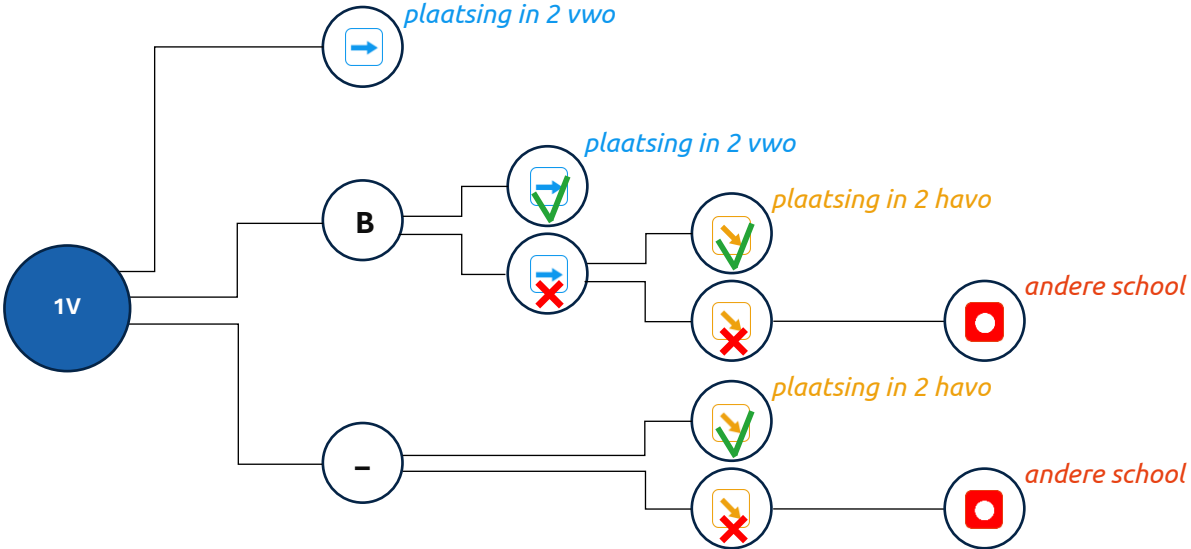 plaatsing in 2 vwo
plaatsing in 2 vwo
plaatsing in 2 havo
B
andere school
1V
plaatsing in 2 havo
–
andere school